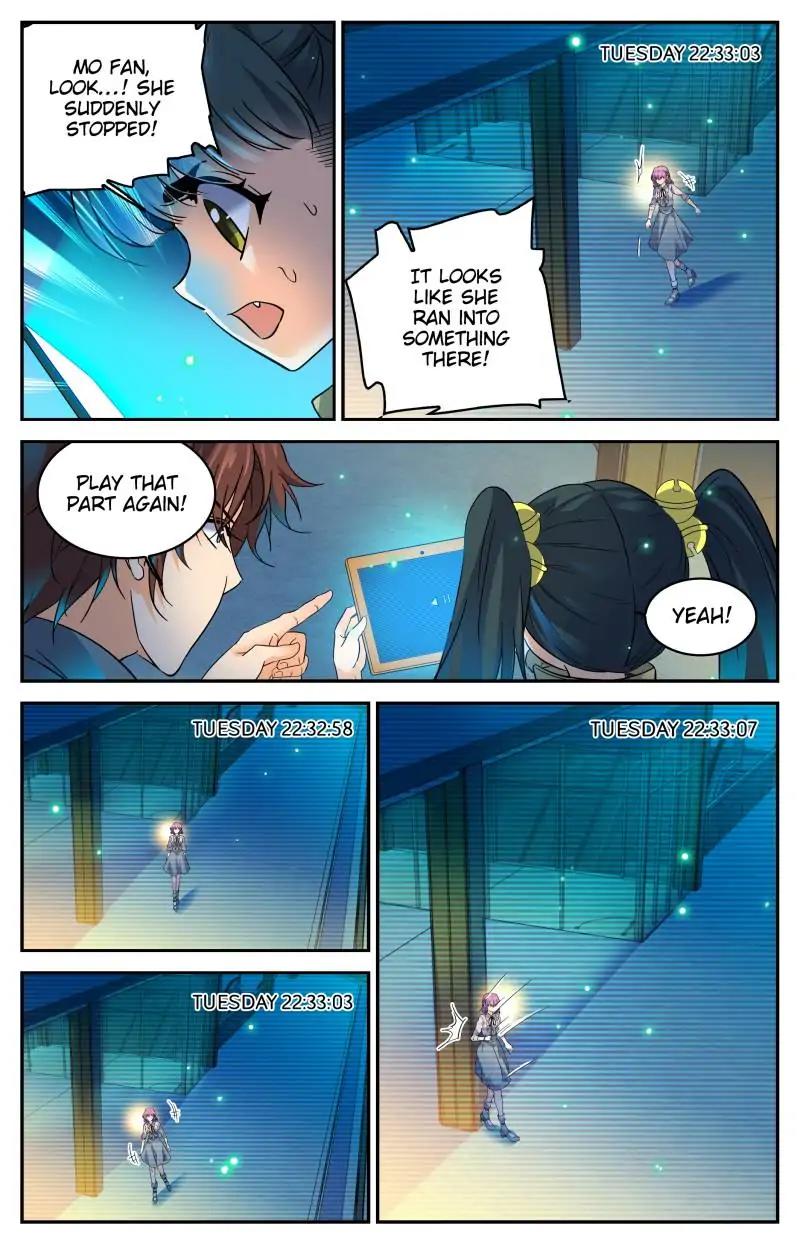 MO FAN,
LOOK...! SHE
SUDDENLY
STOPPED!
TUESDAY 22:33:03
IT LOOKS
LIKE SHE
RAN INTO
SOMETHING
THERE!
PLAY THAT
PART AGAIN!
YEAH!
TUESDAY 22:32:58
TUESDAY 22:33:03
TUESDAY 22:33:07